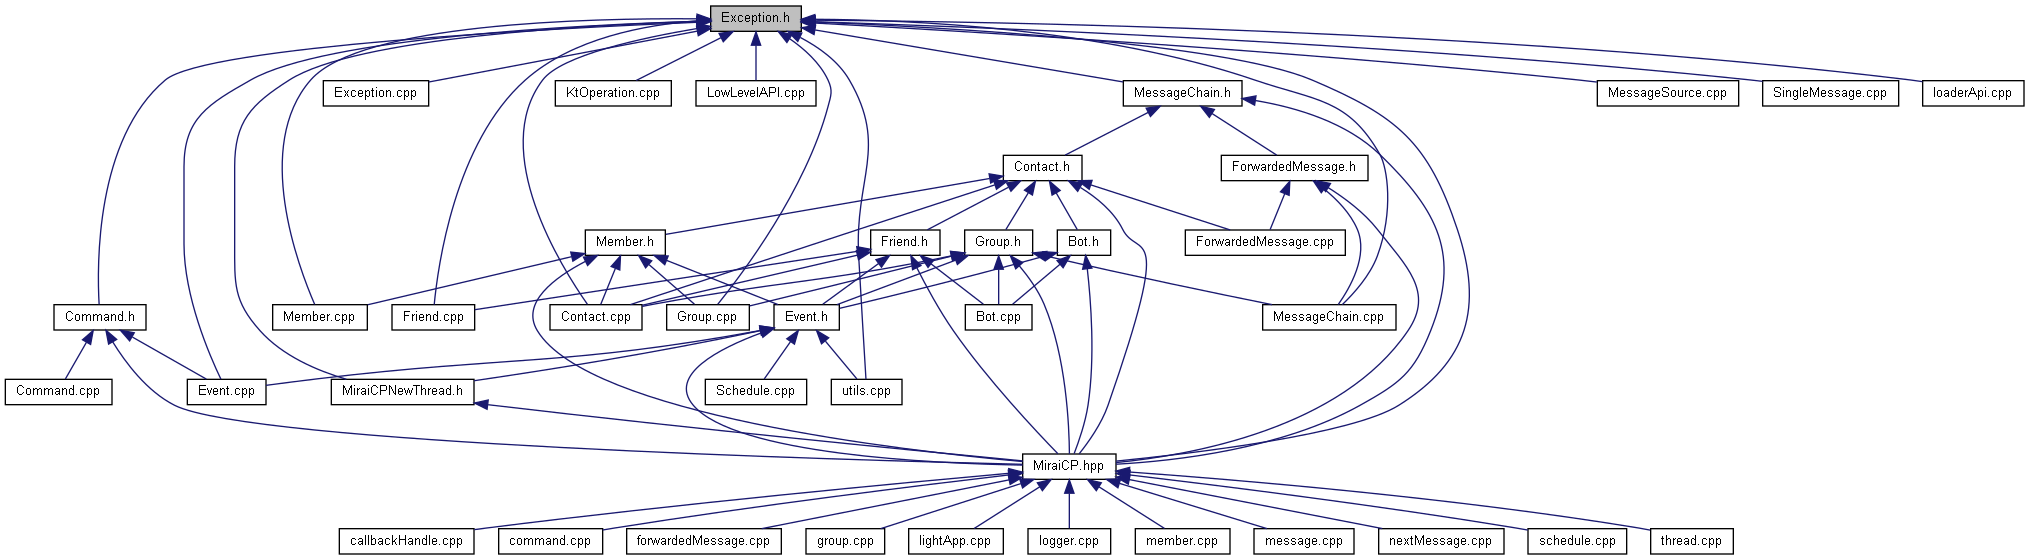 Exception.h
Exception.cpp
KtOperation.cpp
LowLevelAPI.cpp
MessageChain.h
MessageSource.cpp
SingleMessage.cpp
loaderApi.cpp
Contact.h
ForwardedMessage.h
Member.h
Friend.h
Group.h
Bot.h
ForwardedMessage.cpp
Command.h
Member.cpp
Friend.cpp
Contact.cpp
Group.cpp
Event.h
Bot.cpp
MessageChain.cpp
Command.cpp
Event.cpp
MiraiCPNewThread.h
Schedule.cpp
utils.cpp
MiraiCP.hpp
callbackHandle.cpp
command.cpp
forwardedMessage.cpp
group.cpp
lightApp.cpp
logger.cpp
member.cpp
message.cpp
nextMessage.cpp
schedule.cpp
thread.cpp